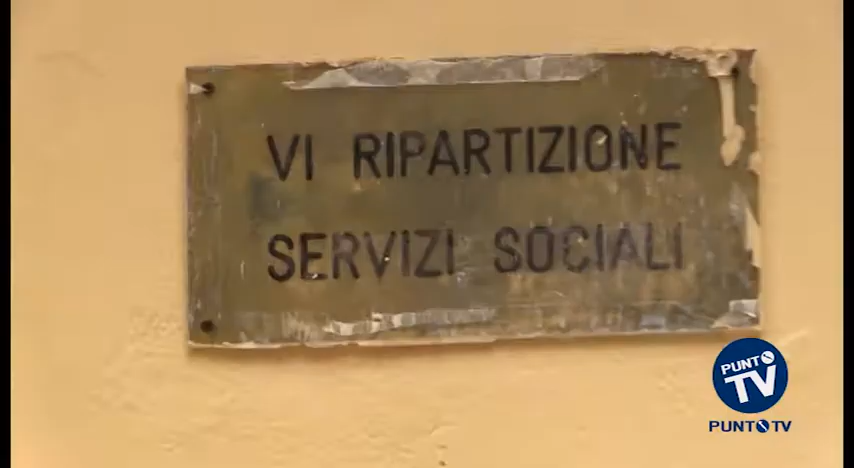 VI RIPARTIZIONE
SERVIZI SOCIALI
PUNTO
TV
PUNTO TV